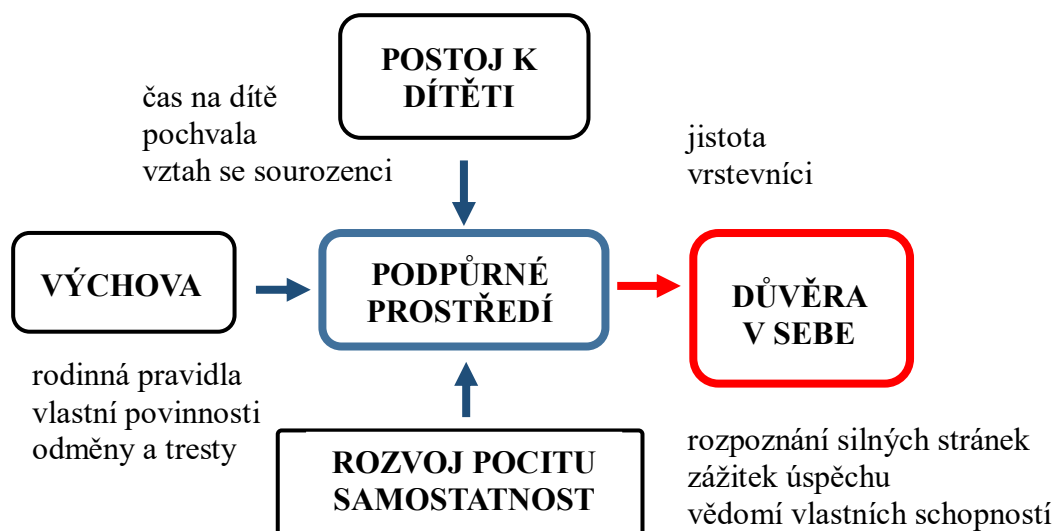 POSTOJ K
DÍTĚTI
čas na dítě
pochvala
vztah se sourozenci
jistota
vrstevníci
VÝCHOVA
PODPŮRNÉ
PROSTŘEDÍ
DŮVĚRA
V SEBE
rodinná pravidla
vlastní povinnosti
odměny a tresty
ROZVOJ POCITU
SAMOSTATNOST
rozpoznání silných stránek
zážitek úspěchu
vědomí vlastních schopností